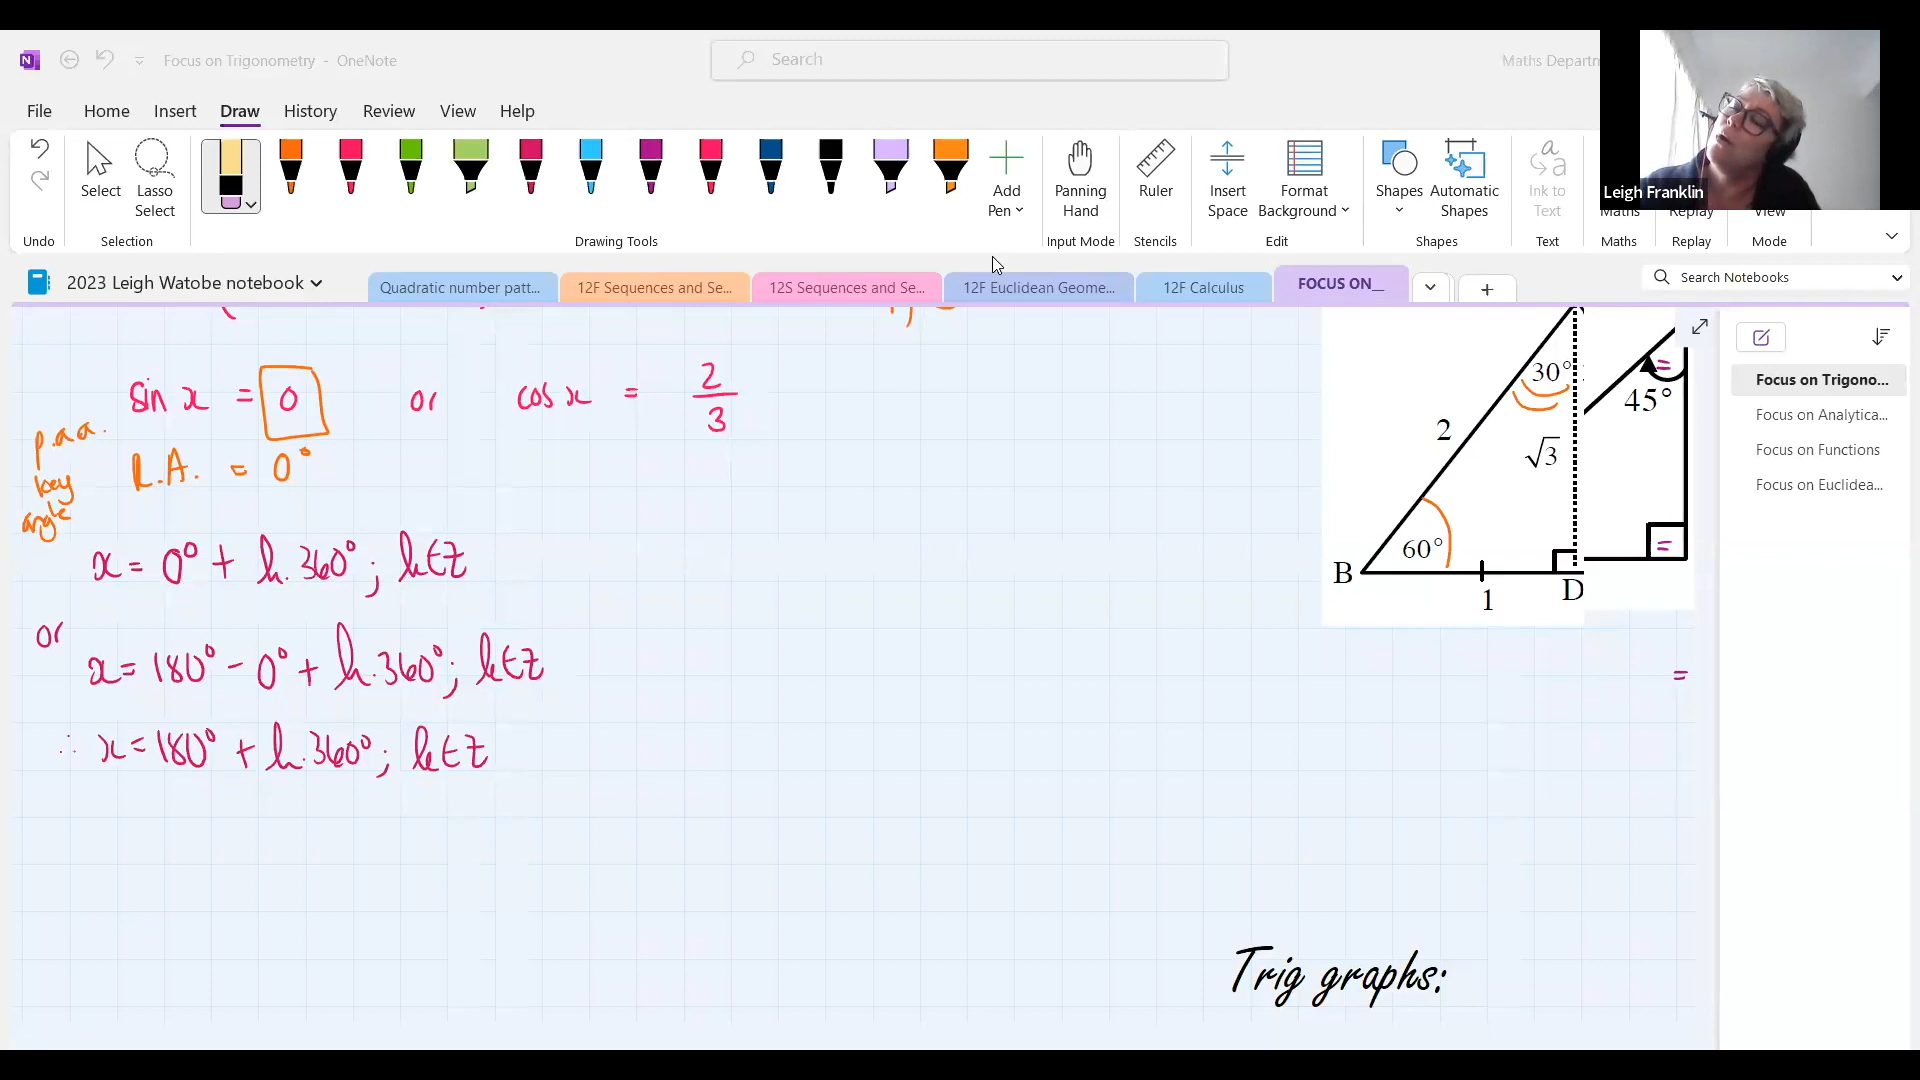 Focus on Trigonometry - OneNote
Search
Maths Departn
File Home Insert Draw History Review View Help
Select
Lasso Select
Add Pen
Panning Hand
Ruler
Insert Space
Format Background
Shapes
Automatic Shapes
Ink to Text
Maths
Replay
View
Leigh Franklin
Undo Selection Drawing Tools Input Mode Stencils Edit Shapes Text Maths Replay Mode
2023 Leigh Watobe notebook
Quadratic number patt...
12F Sequences and Se...
12S Sequences and Se...
12F Euclidean Geome...
12F Calculus
FOCUS ON_
Search Notebooks
Focus on Trigono...
Focus on Analytica...
Focus on Functions
Focus on Euclidea...
sin x = 0 or cos x = 2/3
p.a.a.
key
angle
R.A. = 0°
x = 0° + k.360°; k∈Z
or
x = 180° - 0° + k.360°; k∈Z
∴ x = 180° + k.360°; k∈Z
30°
=
45°
2
√3
60°
=
B
D
1
=
Trig graphs: